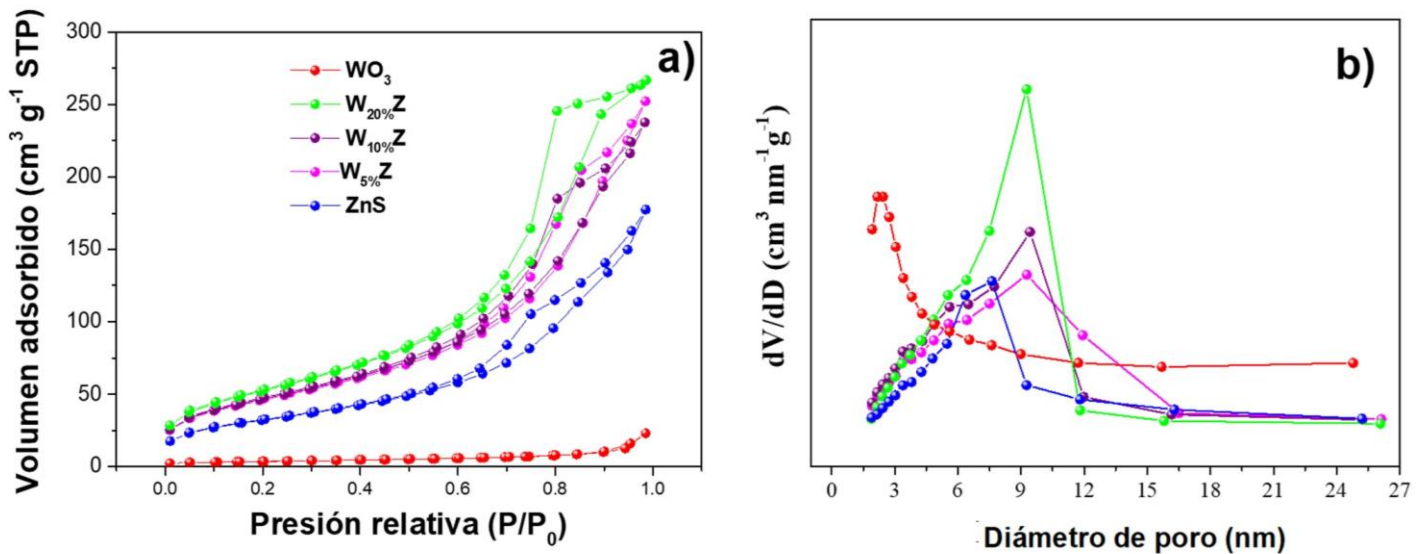 a)
Volumen adsorbido (cm³ g⁻¹ STP)
300
250
200
150
100
50
0
WO₃
W₂₀%Z
W₁₀%Z
W₅%Z
ZnS
0.0 0.2 0.4 0.6 0.8 1.0
Presión relativa (P/P₀)
b)
dV/dD (cm³ nm⁻¹g⁻¹)
0 3 6 9 12 15 18 21 24 27
Diámetro de poro (nm)